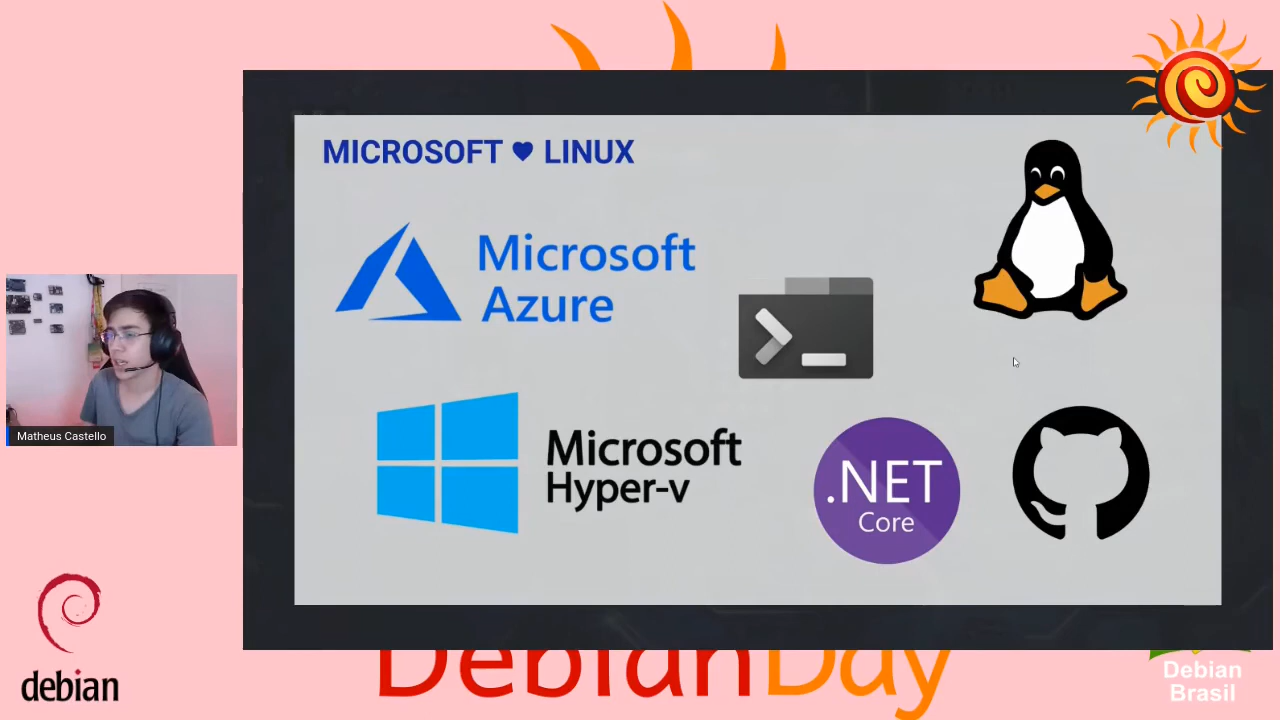 MICROSOFT LINUX
Microsoft
Azure
Microsoft
Hyper-v
.NET
Core
Matheus Castello
debian
DebianDay
Debian
Brasil